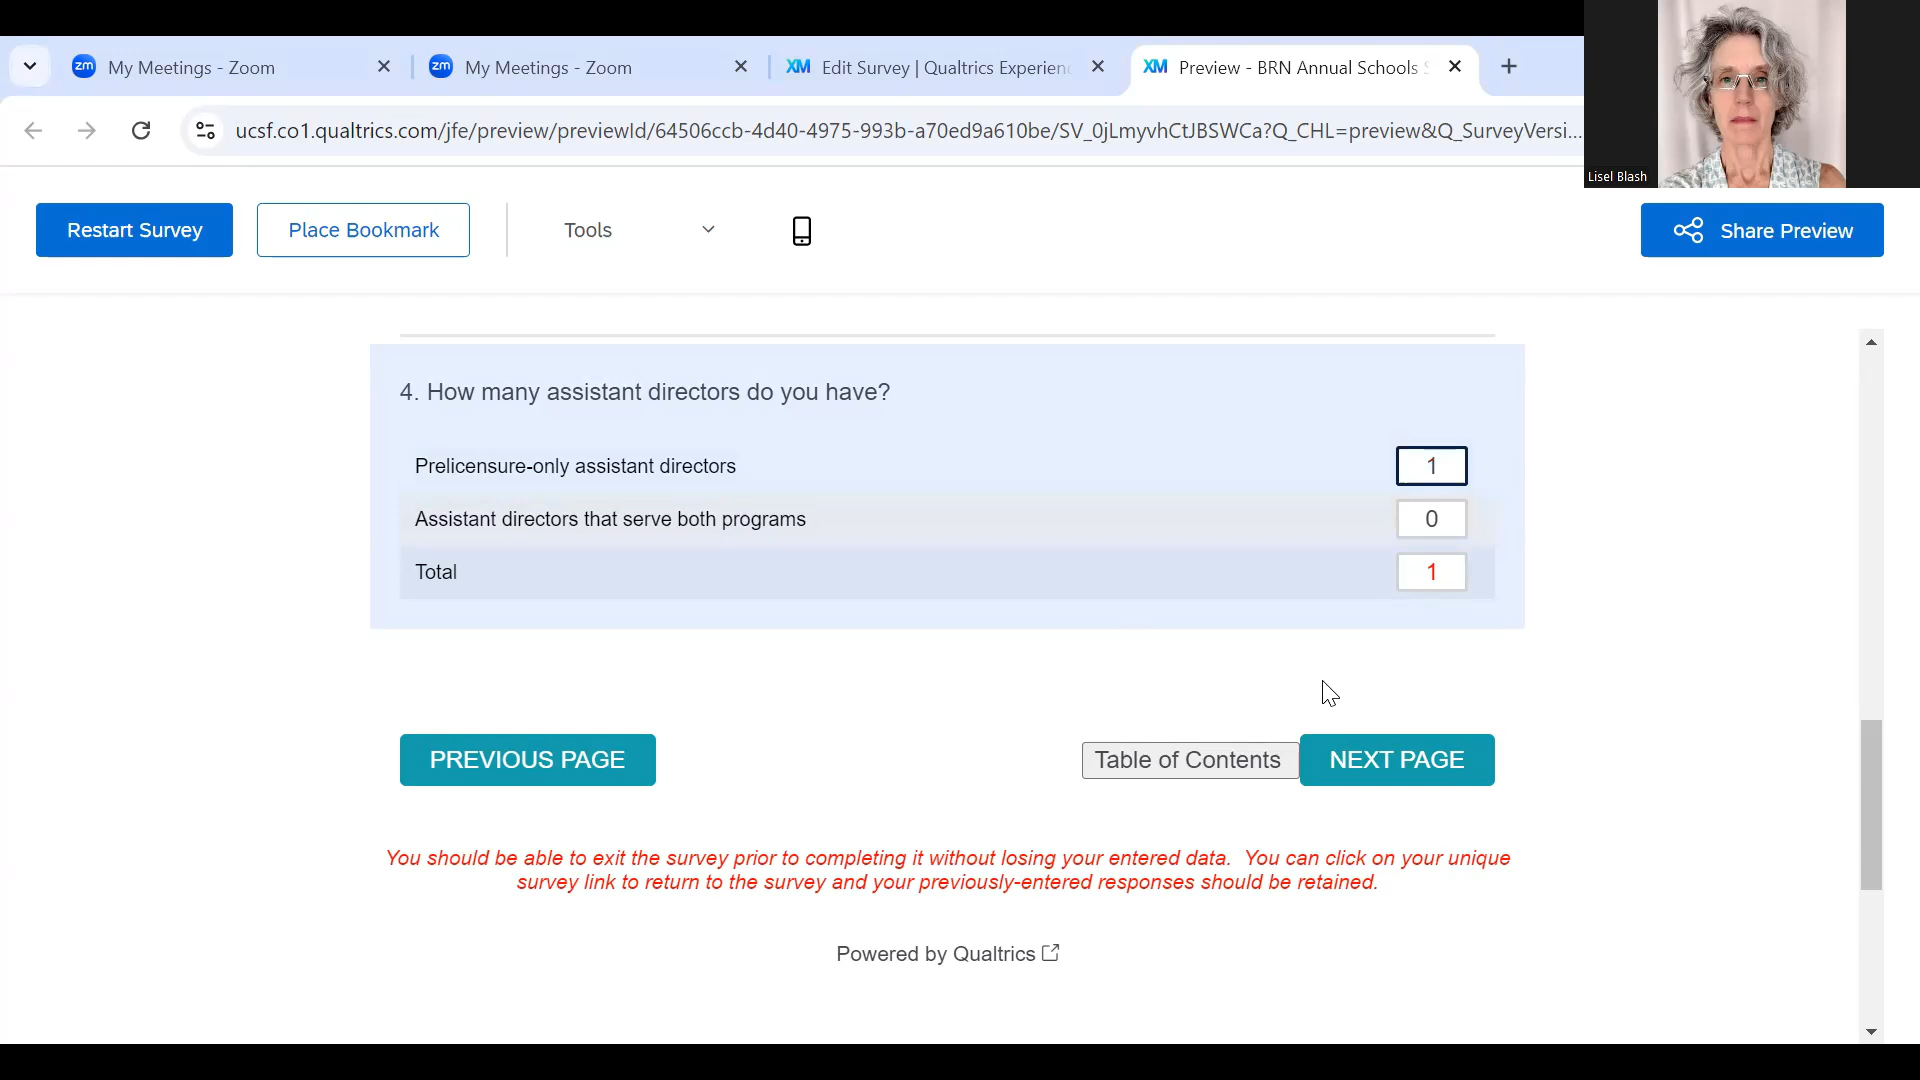 zm My Meetings - Zoom
zm My Meetings - Zoom
XM Edit Survey | Qualtrics Experien
XM Preview - BRN Annual Schools S
ucsf.co1.qualtrics.com/jfe/preview/previewId/64506ccb-4d40-4975-993b-a70ed9a610be/SV_0jLmyvhCtJBSWCa?Q_CHL=preview&Q_SurveyVersi...
Lisel Blash
Restart Survey
Place Bookmark
Tools
Share Preview
4. How many assistant directors do you have?
Prelicensure-only assistant directors 1
Assistant directors that serve both programs 0
Total 1
PREVIOUS PAGE
Table of Contents
NEXT PAGE
You should be able to exit the survey prior to completing it without losing your entered data. You can click on your unique
survey link to return to the survey and your previously-entered responses should be retained.
Powered by Qualtrics